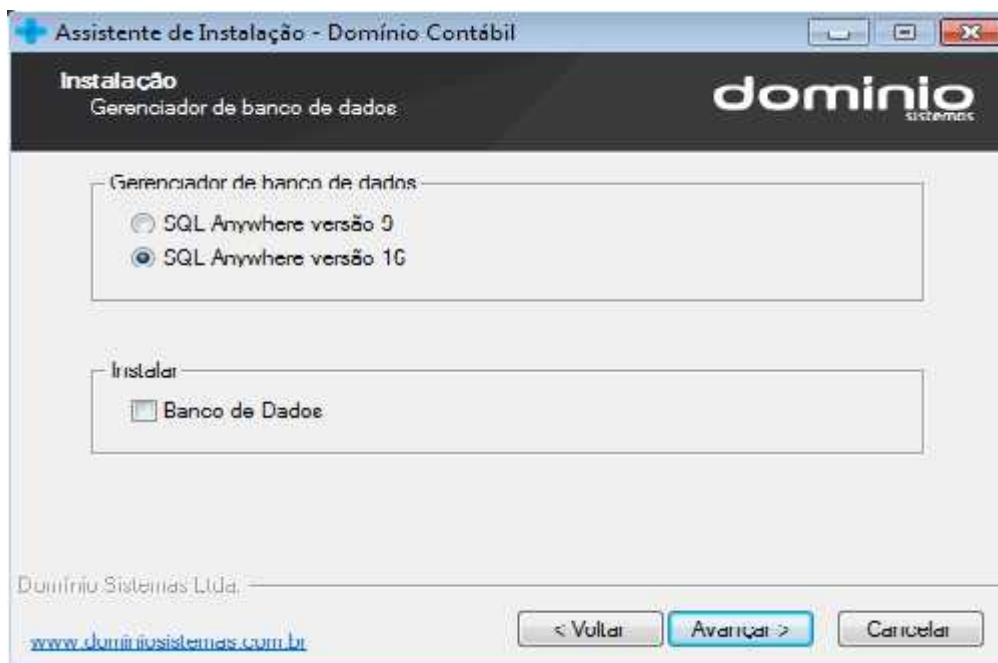 Assistente de Instalação - Domínio Contábil
Instalação
Gerenciador de banco de dados
domínio
sistemas
Gerenciador de banco de dados
SQL Anywhere versão 9
SQL Anywhere versão 16
Instalar
Banco de Dados
Domínio Sistemas Ltda.
www.dominiosistemas.com.br
< Voltar
Avançar >
Cancelar